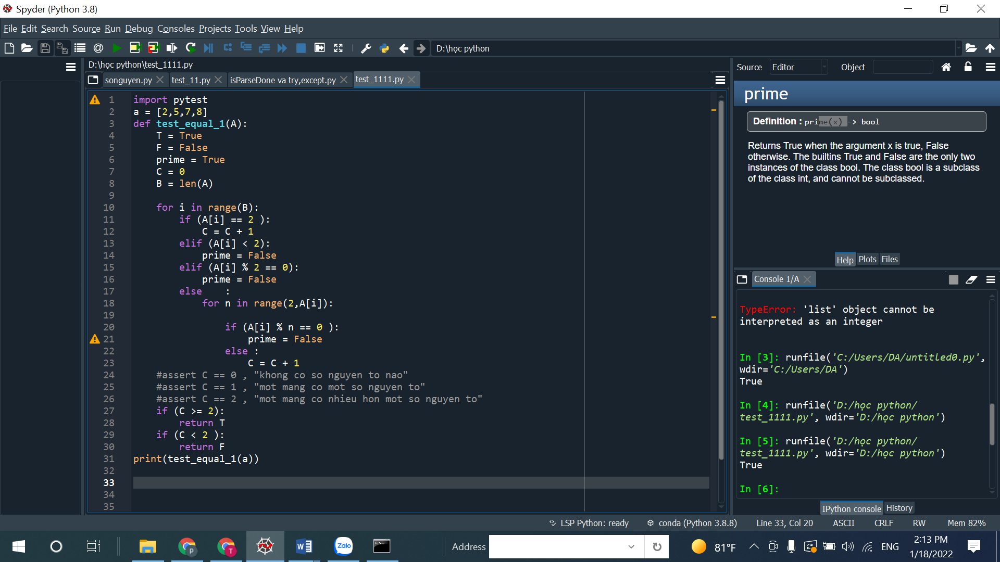 Spyder (Python 3.8)
File Edit Search Source Run Debug Consoles Projects Tools View Help
D:\học python
D:\học python\test_1111.py
songuyen.py
test_11.py
isParseDone va try,except.py
test_1111.py
1 import pytest
2 a = [2,5,7,8]
3 def test_equal_1(A):
4 T = True
5 F = False
6 prime = True
7 C = 0
8 B = len(A)
9
10 for i in range(B):
11 if (A[i] == 2 ):
12 C = C + 1
13 elif (A[i] < 2):
14 prime = False
15 elif (A[i] % 2 == 0):
16 prime = False
17 else    :
18 for n in range(2,A[i]):
19
20 if (A[i] % n == 0 ):
21 prime = False
22 else :
23 C = C + 1
24 #assert C == 0 , "khong co so nguyen to nao"
25 #assert C == 1 , "mot mang co mot so nguyen to"
26 #assert C == 2 , "mot mang co nhieu hon mot so nguyen to"
27 if (C >= 2):
28 return T
29 if (C < 2 ):
30 return F
31 print(test_equal_1(a))
32
33
34
35
Source Editor Object
prime
Definition : prime(x) -> bool
Returns True when the argument x is true, False
otherwise. The builtins True and False are the only two
instances of the class bool. The class bool is a subclass
of the class int, and cannot be subclassed.
Help Plots Files
Console 1/A
TypeError: 'list' object cannot be
interpreted as an integer
In [3]: runfile('C:/Users/DA/untitled0.py',
wdir='C:/Users/DA')
True
In [4]: runfile('D:/học python/
test_1111.py', wdir='D:/học python')
In [5]: runfile('D:/học python/
test_1111.py', wdir='D:/học python')
True
In [6]:
IPython console History
LSP Python: ready conda (Python 3.8.8) Line 33, Col 20 ASCII CRLF RW Mem 82%
p
T
W
Zalo
C:\_
Address
81°F
ENG
2:13 PM
1/18/2022